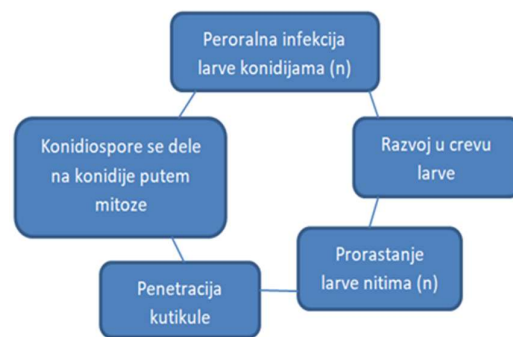 Peroralna infekcija
larve konidijama (n)
Razvoj u crevu
larve
Prorastanje
larve nitima (n)
Penetracija
kutikule
Konidiospore se dele
na konidije putem
mitoze